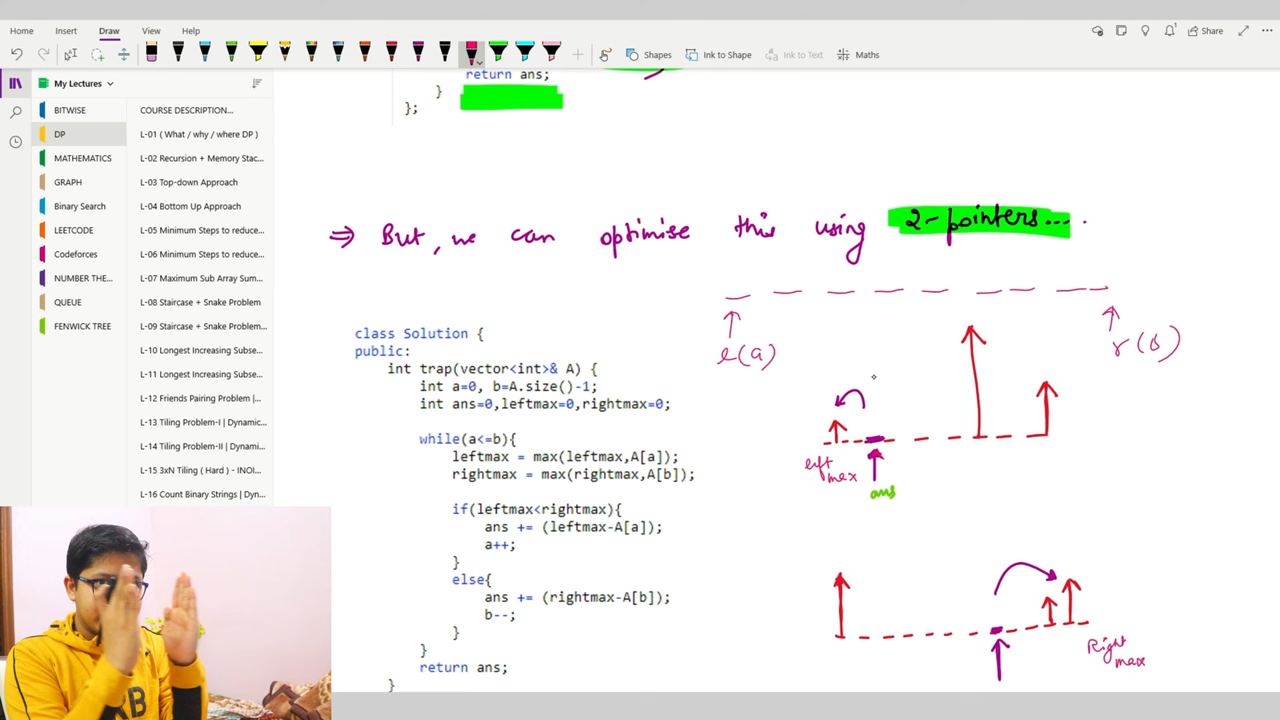 Home Insert Draw View Help
Share
Shapes Ink to Shape Ink to Text Maths
My Lectures
BITWISE
DP
MATHEMATICS
GRAPH
Binary Search
LEETCODE
Codeforces
NUMBER THE...
QUEUE
FENWICK TREE
COURSE DESCRIPTION...
L-01 ( What / why / where DP )
L-02 Recursion + Memory Stac...
L-03 Top-down Approach
L-04 Bottom Up Approach
L-05 Minimum Steps to reduce...
L-06 Minimum Steps to reduce...
L-07 Maximum Sub Array Sum...
L-08 Staircase + Snake Problem
L-09 Staircase + Snake Problem...
L-10 Longest Increasing Subse...
L-11 Longest Increasing Subse...
L-12 Friends Pairing Problem |...
L-13 Tiling Problem-I | Dynamic...
L-14 Tiling Problem-II | Dynami...
L-15 3xN Tiling ( Hard ) - INOI...
L-16 Count Binary Strings | Dyn...
return ans;
}
};
⇒ But, we can optimise this using 2-pointers...
l(a) r(b)
class Solution {
public:
int trap(vector<int>& A) {
int a=0, b=A.size()-1;
int ans=0,leftmax=0,rightmax=0;
while(a<=b){
leftmax = max(leftmax,A[a]);
rightmax = max(rightmax,A[b]);
if(leftmax<rightmax){
ans += (leftmax-A[a]);
a++;
}
else{
ans += (rightmax-A[b]);
b--;
}
}
return ans;
}
left
max
ans
Right
max
RB